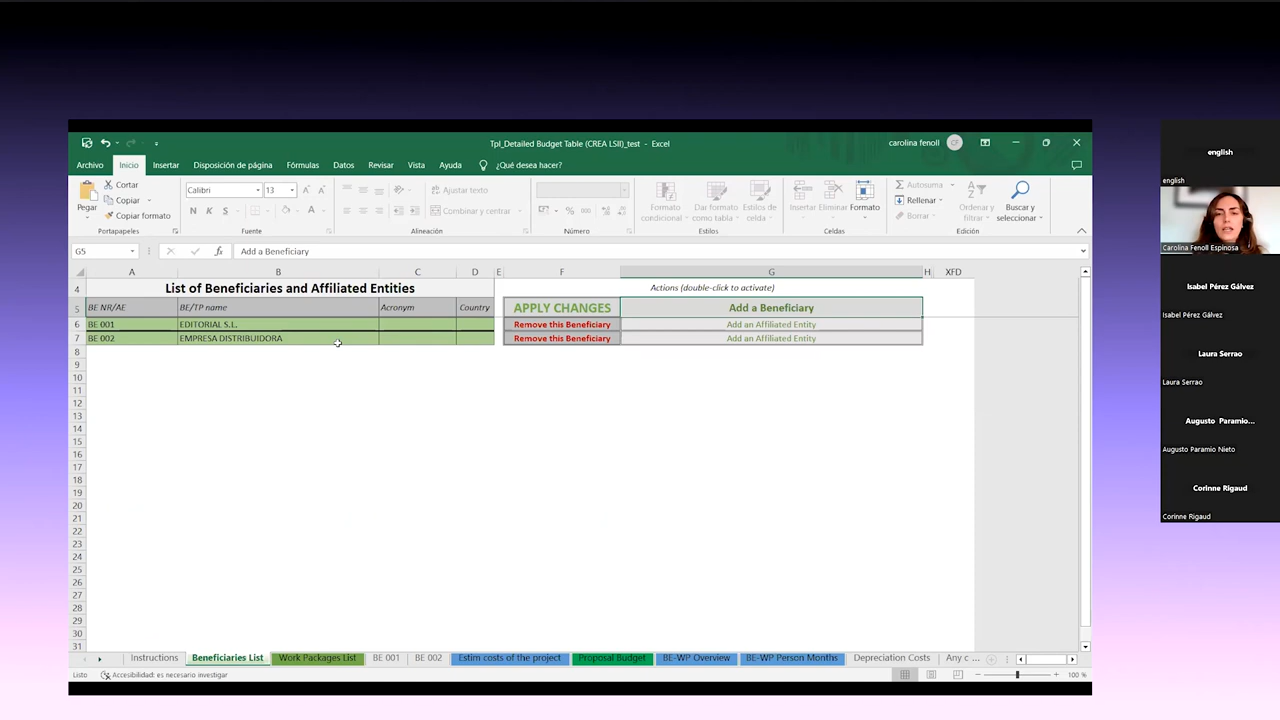 Tpl_Detailed Budget Table (CREA LSII)_test - Excel
carolina fenoll CF
Archivo Inicio Insertar Disposición de página Fórmulas Datos Revisar Vista Ayuda ¿Qué desea hacer?
Pegar
Cortar
Copiar
Copiar formato
Portapapeles
Calibri 13
N K S
Fuente
Ajustar texto
Combinar y centrar
Alineación
% 000
Número
Formato condicional
Dar formato como tabla
Estilos de celda
Estilos
Insertar Eliminar Formato
Celdas
Autosuma
Rellenar
Borrar
Ordenar y filtrar
Buscar y seleccionar
Edición
G5 fx Add a Beneficiary
A B C D E F G H XFD
4 List of Beneficiaries and Affiliated Entities Actions (double-click to activate)
5 BE NR/AE BE/TP name Acronym Country APPLY CHANGES Add a Beneficiary
6 BE 001 EDITORIAL S.L. Remove this Beneficiary Add an Affiliated Entity
7 BE 002 EMPRESA DISTRIBUIDORA Remove this Beneficiary Add an Affiliated Entity
8
9
10
11
12
13
14
15
16
17
18
19
20
21
22
23
24
25
26
27
28
29
30
31
Instructions Beneficiaries List Work Packages List BE 001 BE 002 Estim costs of the project Proposal Budget BE-WP Overview BE-WP Person Months Depreciation Costs Any c ...
Listo Accesibilidad: es necesario investigar 100 %
english
english
Carolina Fenoll Espinosa
Isabel Pérez Gálvez
Isabel Pérez Gálvez
Laura Serrao
Laura Serrao
Augusto Paramio...
Augusto Paramio Nieto
Corinne Rigaud
Corinne Rigaud